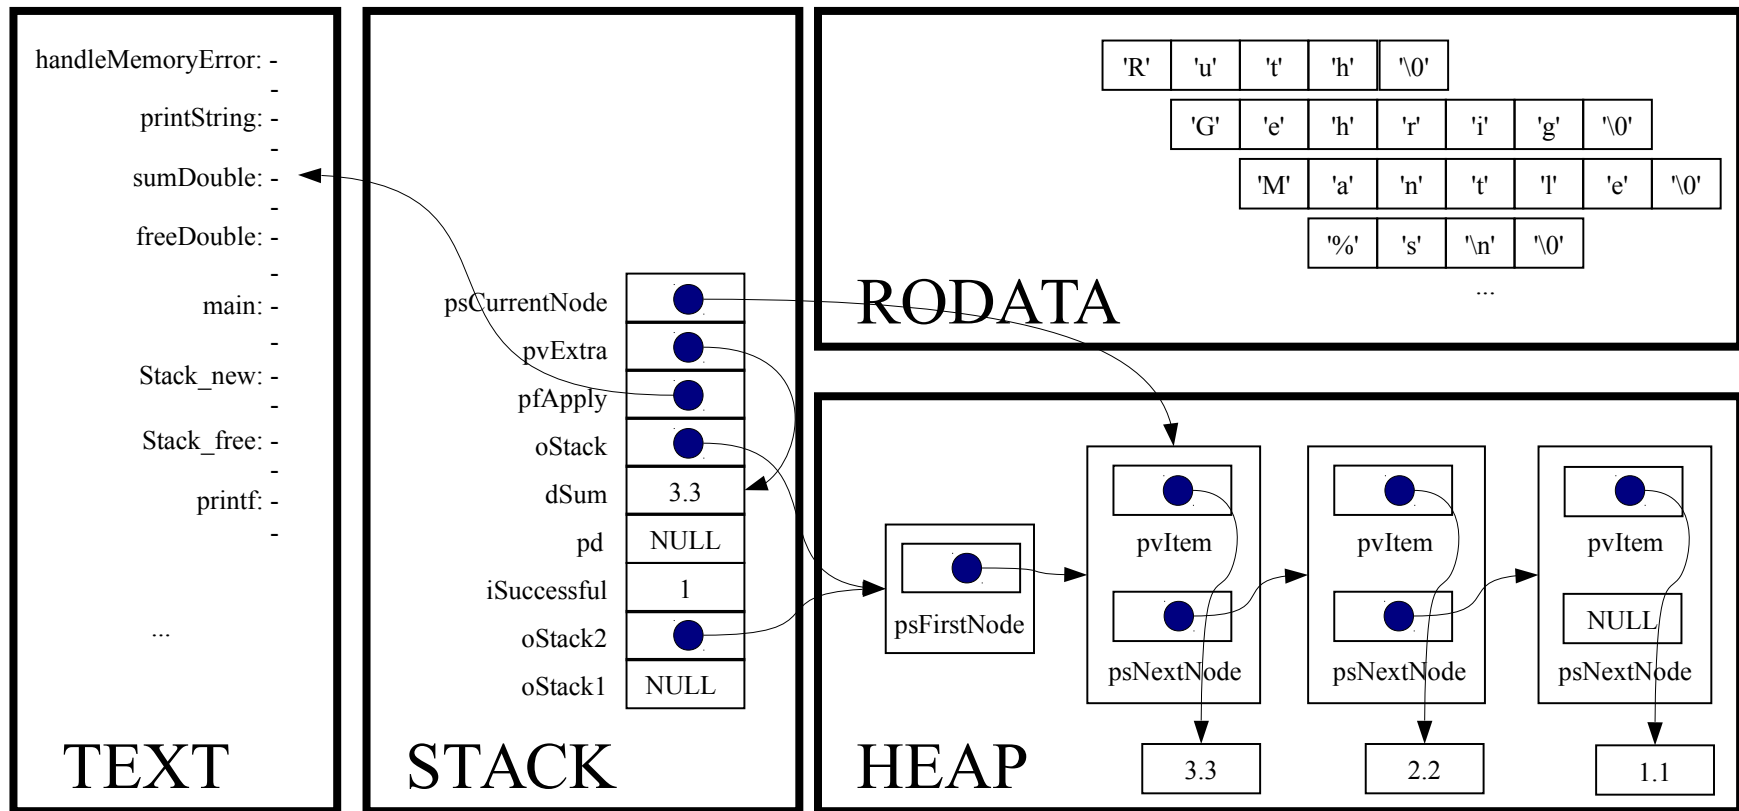 handleMemoryError: -
-
printString: -
-
sumDouble: -
-
freeDouble: -
-
main: -
-
Stack_new: -
-
Stack_free: -
-
printf: -
-
...
TEXT
psCurrentNode
pvExtra
pfApply
oStack
dSum 3.3
pd NULL
iSuccessful 1
oStack2
oStack1 NULL
STACK
'R' 'u' 't' 'h' '\0'
'G' 'e' 'h' 'r' 'i' 'g' '\0'
'M' 'a' 'n' 't' 'l' 'e' '\0'
'%' 's' '\n' '\0'
...
RODATA
pvItem pvItem pvItem
psFirstNode NULL
psNextNode psNextNode psNextNode
3.3 2.2 1.1
HEAP